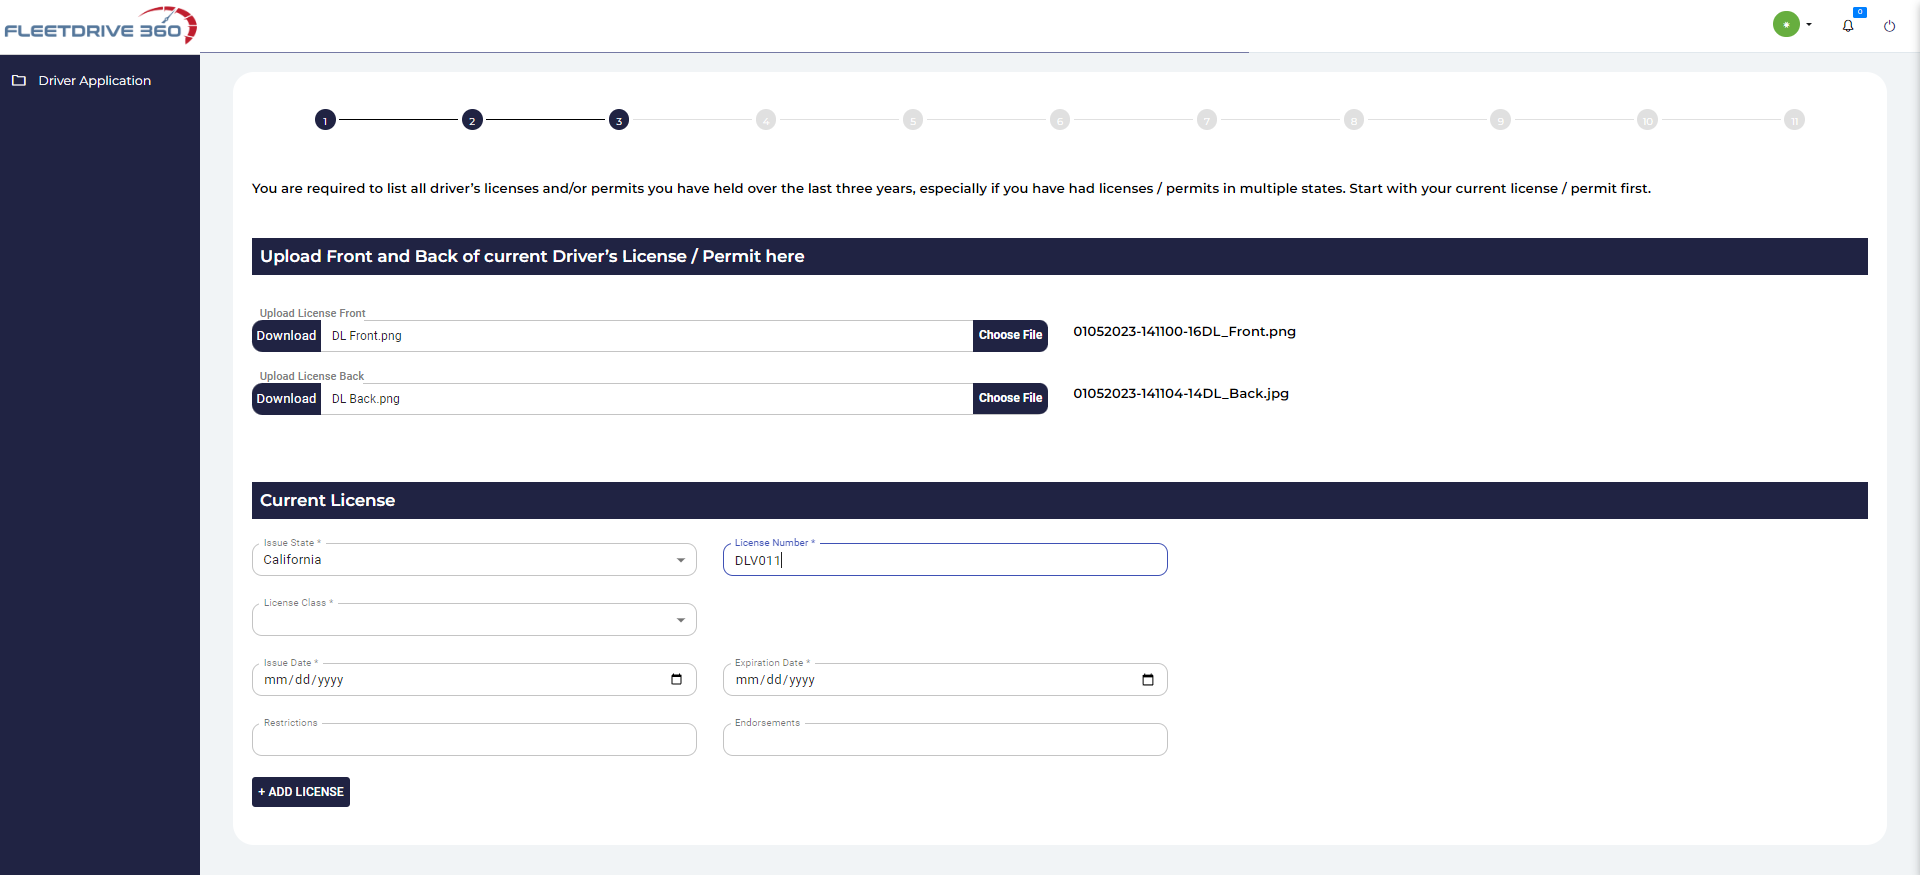 FLEETDRIVE 360
0
Driver Application
1 2 3 4 5 6 7 8 9 10 11
You are required to list all driver’s licenses and/or permits you have held over the last three years, especially if you have had licenses / permits in multiple states. Start with your current license / permit first.
Upload Front and Back of current Driver’s License / Permit here
Upload License Front
Download DL Front.png Choose File 01052023-141100-16DL_Front.png
Upload License Back
Download DL Back.png Choose File 01052023-141104-14DL_Back.jpg
Current License
Issue State * License Number *
California DLV011
License Class *
Issue Date * Expiration Date *
mm/dd/yyyy mm/dd/yyyy
Restrictions Endorsements
+ ADD LICENSE